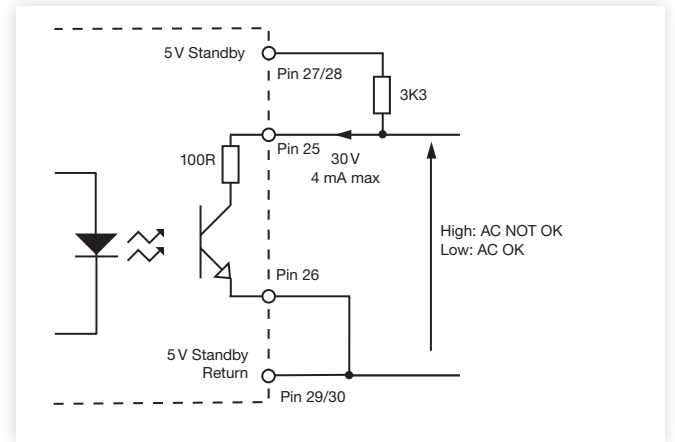 5 V Standby
Pin 27/28
3K3
Pin 25
100R
30 V
4 mA max
High: AC NOT OK
Low: AC OK
Pin 26
5 V Standby
Return
Pin 29/30